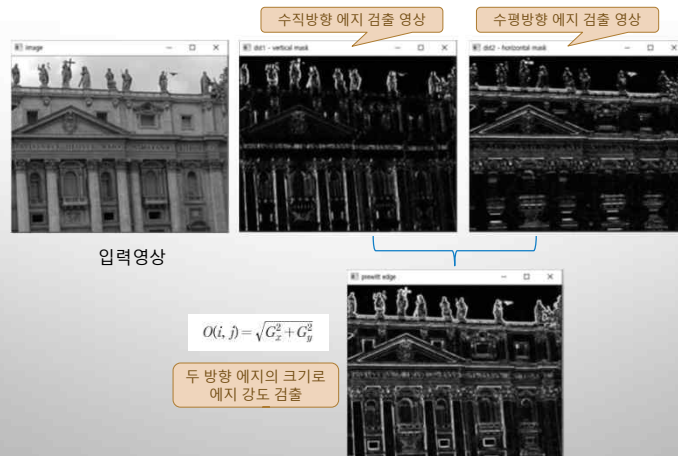 수직방향 에지 검출 영상
수평방향 에지 검출 영상
image
dst1 - vertical mask
dst2 - horizontal mask
입력영상
prewitt edge
O(i, j) = √(G_x^2 + G_y^2)
두 방향 에지의 크기로
에지 강도 검출